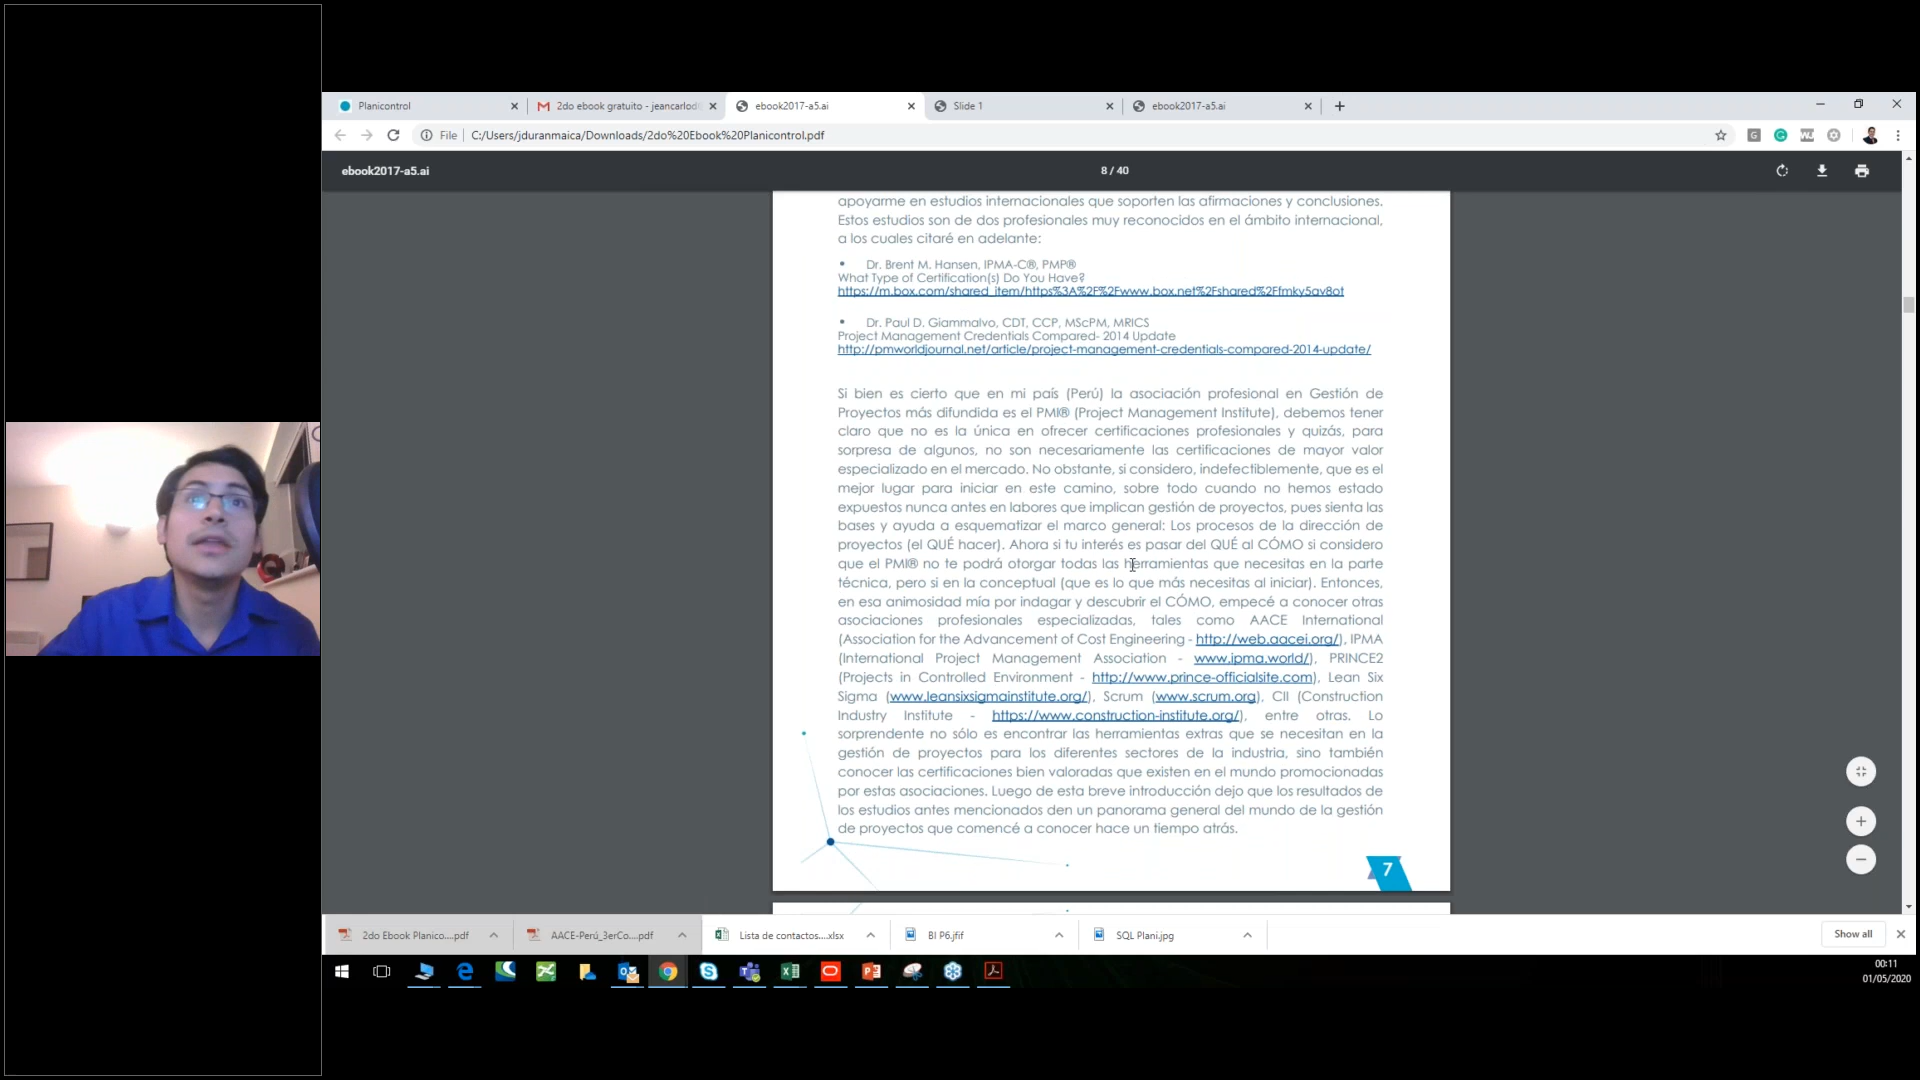 Planicontrol
2do ebook gratuito - jeancarlod
ebook2017-a5.ai
Slide 1
ebook2017-a5.ai
File
C:/Users/jduranmaica/Downloads/2do%20Ebook%20Planicontrol.pdf
ebook2017-a5.ai
8 / 40
apoyarme en estudios internacionales que soporten las afirmaciones y conclusiones.
Estos estudios son de dos profesionales muy reconocidos en el ámbito internacional,
a los cuales citaré en adelante:
• Dr. Brent M. Hansen, IPMA-C®, PMP®
What Type of Certification(s) Do You Have?
https://m.box.com/shared_item/https%3A%2F%2Fwww.box.net%2Fshared%2Ffmky5av8ot
• Dr. Paul D. Giammalvo, CDT, CCP, MScPM, MRICS
Project Management Credentials Compared- 2014 Update
http://pmworldjournal.net/article/project-management-credentials-compared-2014-update/
Si bien es cierto que en mi país (Perú) la asociación profesional en Gestión de
Proyectos más difundida es el PMI® (Project Management Institute), debemos tener
claro que no es la única en ofrecer certificaciones profesionales y quizás, para
sorpresa de algunos, no son necesariamente las certificaciones de mayor valor
especializado en el mercado. No obstante, si considero, indefectiblemente, que es el
mejor lugar para iniciar en este camino, sobre todo cuando no hemos estado
expuestos nunca antes en labores que implican gestión de proyectos, pues sienta las
bases y ayuda a esquematizar el marco general: Los procesos de la dirección de
proyectos (el QUÉ hacer). Ahora si tu interés es pasar del QUÉ al CÓMO si considero
que el PMI® no te podrá otorgar todas las herramientas que necesitas en la parte
técnica, pero si en la conceptual (que es lo que más necesitas al iniciar). Entonces,
en esa animosidad mía por indagar y descubrir el CÓMO, empecé a conocer otras
asociaciones profesionales especializadas, tales como AACE International
(Association for the Advancement of Cost Engineering - http://web.aacei.org/), IPMA
(International Project Management Association - www.ipma.world/), PRINCE2
(Projects in Controlled Environment - http://www.prince-officialsite.com), Lean Six
Sigma (www.leansixsigmainstitute.org/), Scrum (www.scrum.org), CII (Construction
Industry Institute - https://www.construction-institute.org/), entre otras. Lo
sorprendente no sólo es encontrar las herramientas extras que se necesitan en la
gestión de proyectos para los diferentes sectores de la industria, sino también
conocer las certificaciones bien valoradas que existen en el mundo promocionadas
por estas asociaciones. Luego de esta breve introducción dejo que los resultados de
los estudios antes mencionados den un panorama general del mundo de la gestión
de proyectos que comencé a conocer hace un tiempo atrás.
7
2do Ebook Planico....pdf
AACE-Perú_3erCo....pdf
Lista de contactos....xlsx
BI P6.jfif
SQL Plani.jpg
Show all
00:11
01/05/2020